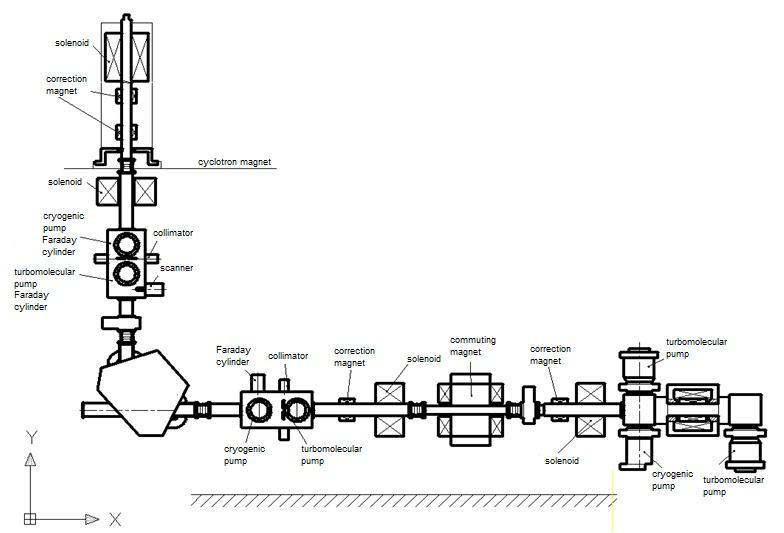 solenoid
correction
magnet
cyclotron magnet
solenoid
cryogenic
pump
Faraday
cylinder
collimator
turbomolecular
pump
Faraday
cylinder
scanner
Faraday
cylinder
collimator
correction
magnet
solenoid
commuting
magnet
correction
magnet
turbomolecular
pump
cryogenic
pump
turbomolecular
pump
solenoid
cryogenic
pump
turbomolecular
pump
Y
X